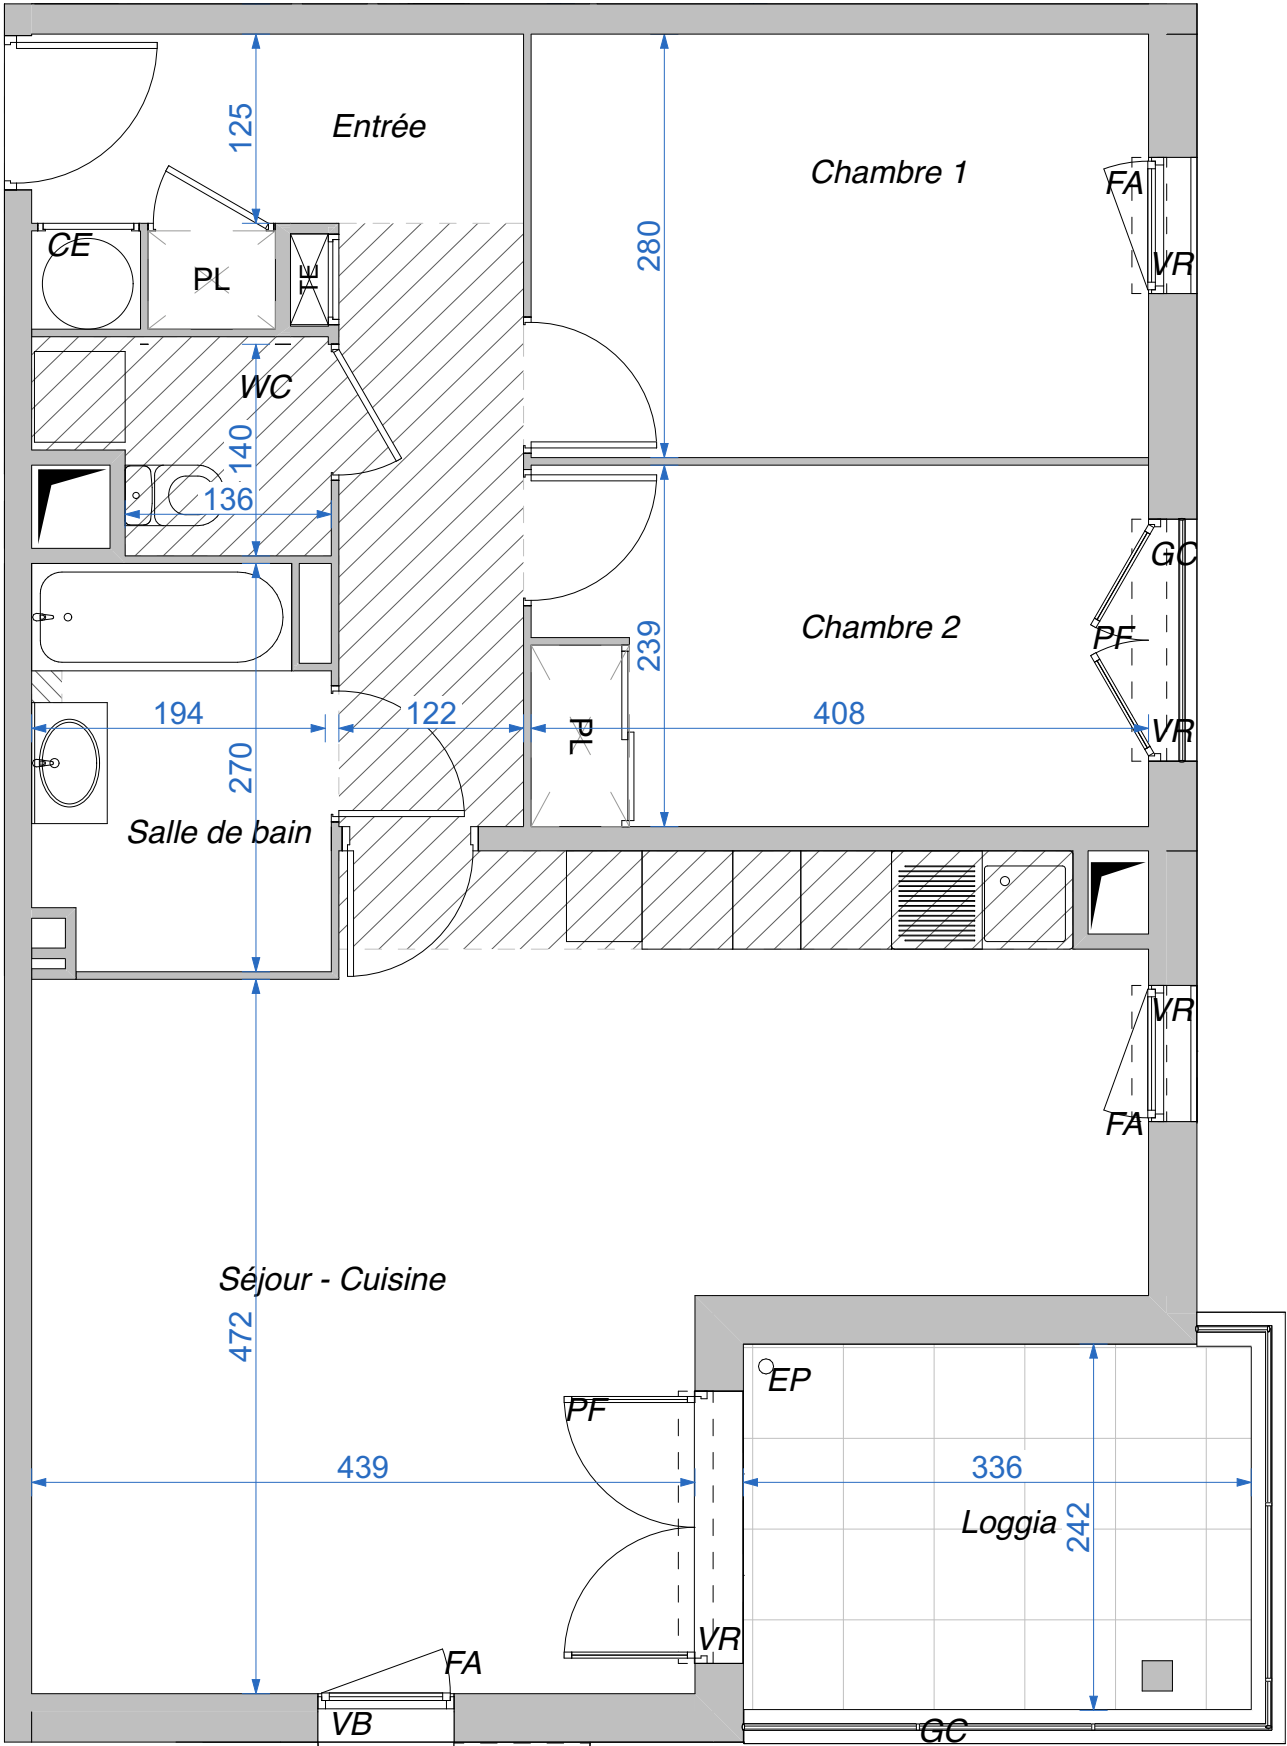 125
Entrée
Chambre 1
FA
VR
280
CE
PL
TE
WC
140
136
GC
Chambre 2
PF
239
194
122
408
VR
PL
270
Salle de bain
VR
FA
Séjour - Cuisine
472
EP
PF
439
336
Loggia
242
VR
FA
VB
GC